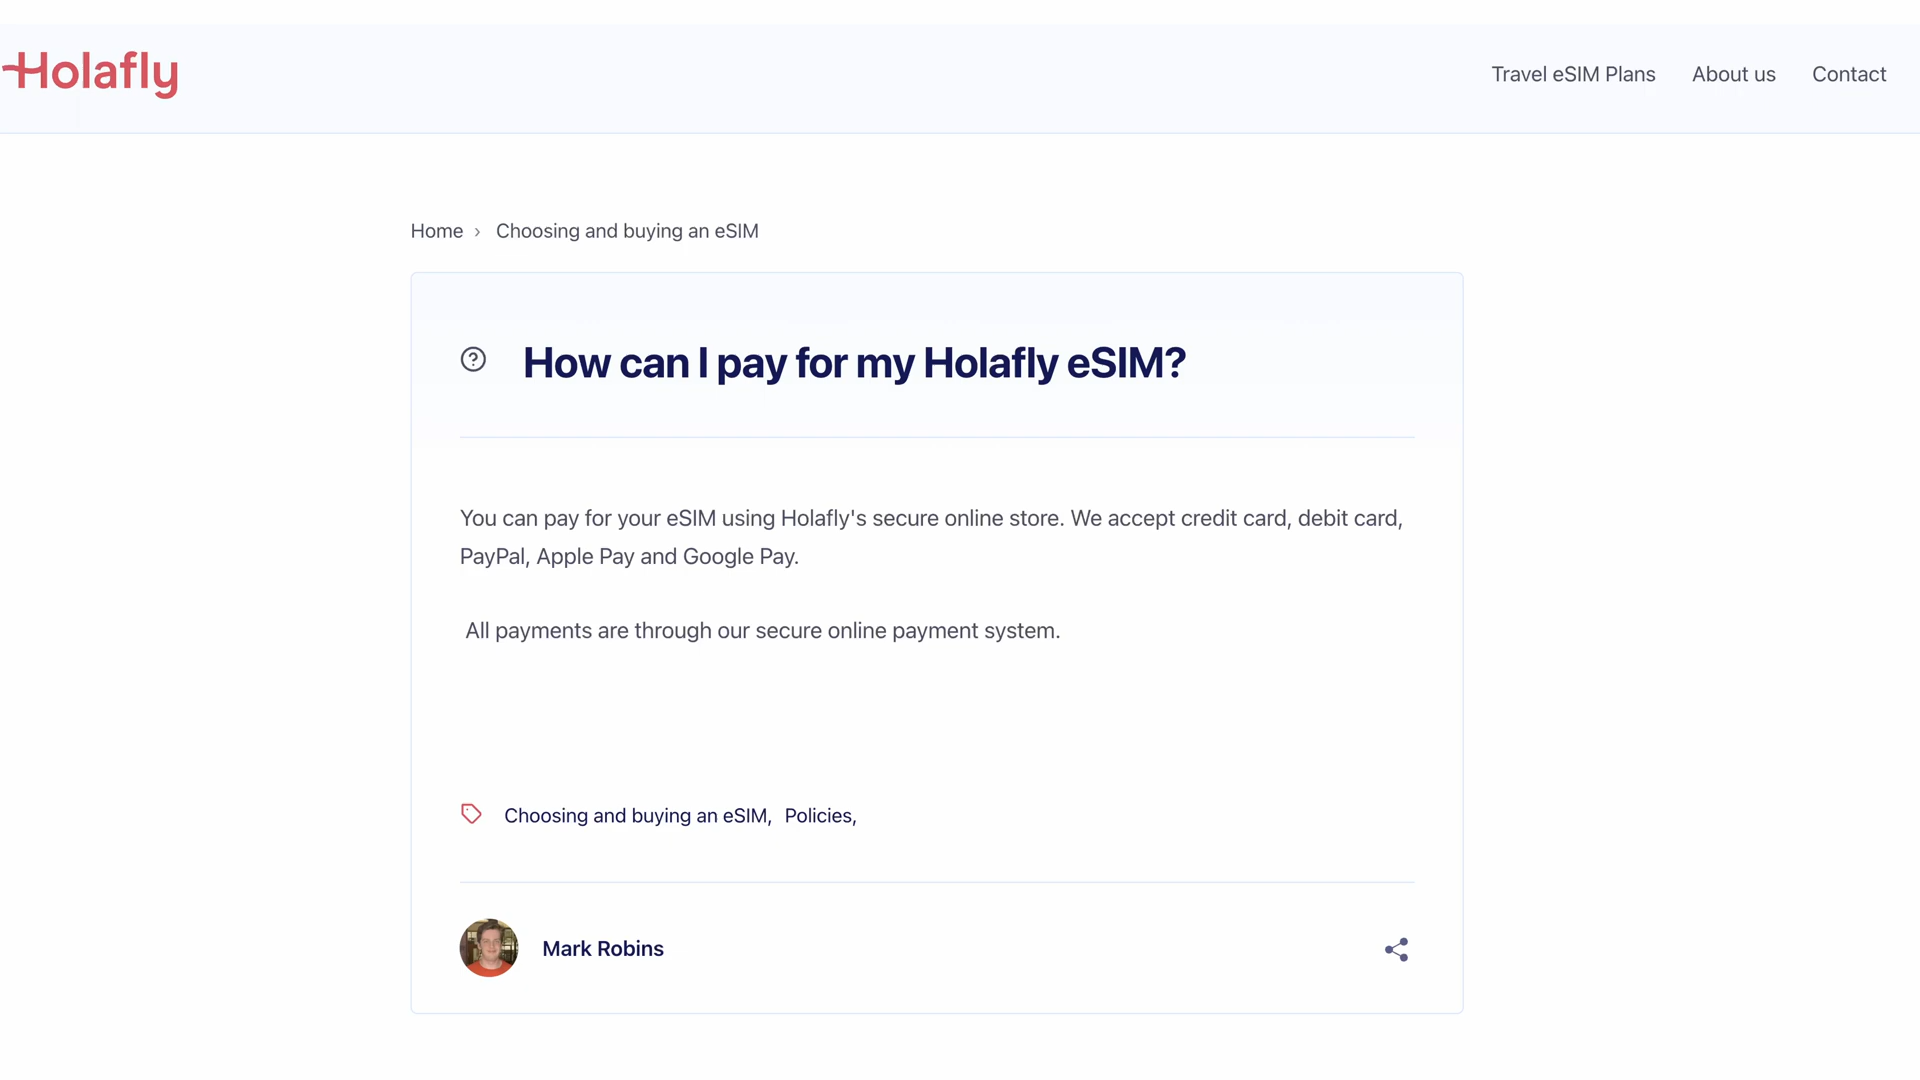 Holafly
Travel eSIM Plans
About us
Contact
Home › Choosing and buying an eSIM
How can I pay for my Holafly eSIM?
You can pay for your eSIM using Holafly's secure online store. We accept credit card, debit card,
PayPal, Apple Pay and Google Pay.
All payments are through our secure online payment system.
Choosing and buying an eSIM, Policies,
Mark Robins